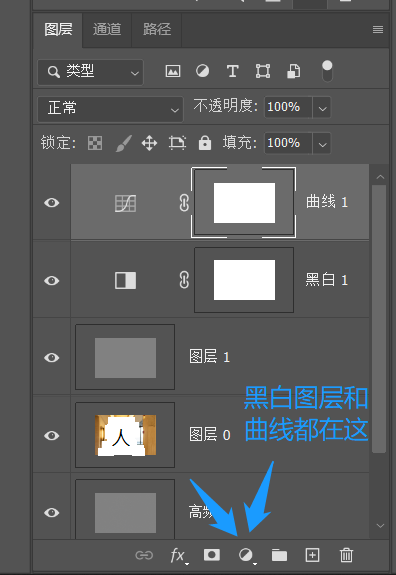 图层 通道 路径
类型
正常 不透明度: 100%
锁定: 填充: 100%
曲线 1
黑白 1
图层 1
黑白图层和
曲线都在这
人 图层 0
高频
fx